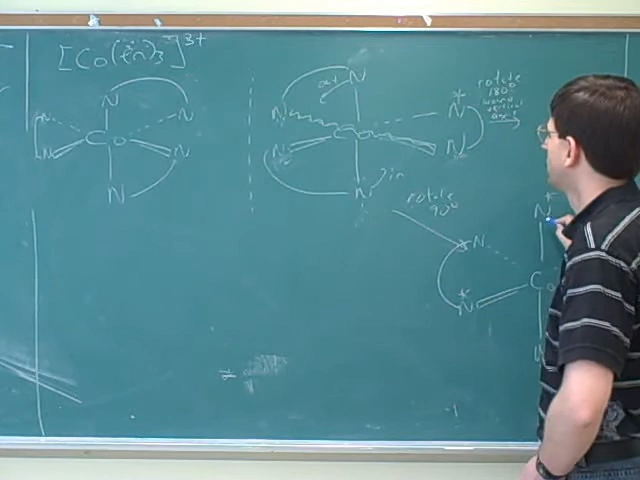 [Co(en)3]3+
N
N
N
Co
N
N
N
out
N
N
N*
Co
N
N*
N
in
rotate
180°
around
vertical
axis
rotate
90°
*N
*
N
N*
Co